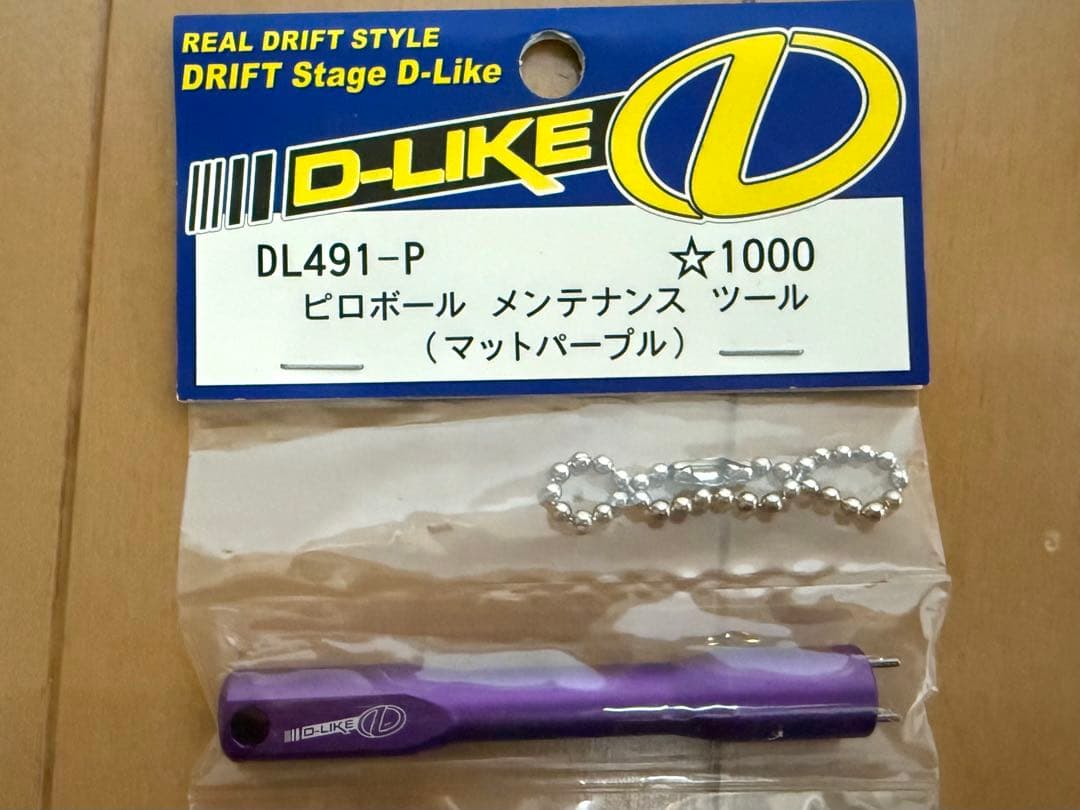 REAL DRIFT STYLE
DRIFT Stage D-Like
D-LIKE
DL491-P ☆1000
ピロボール メンテナンス ツール
(マットパープル)
D-LIKE